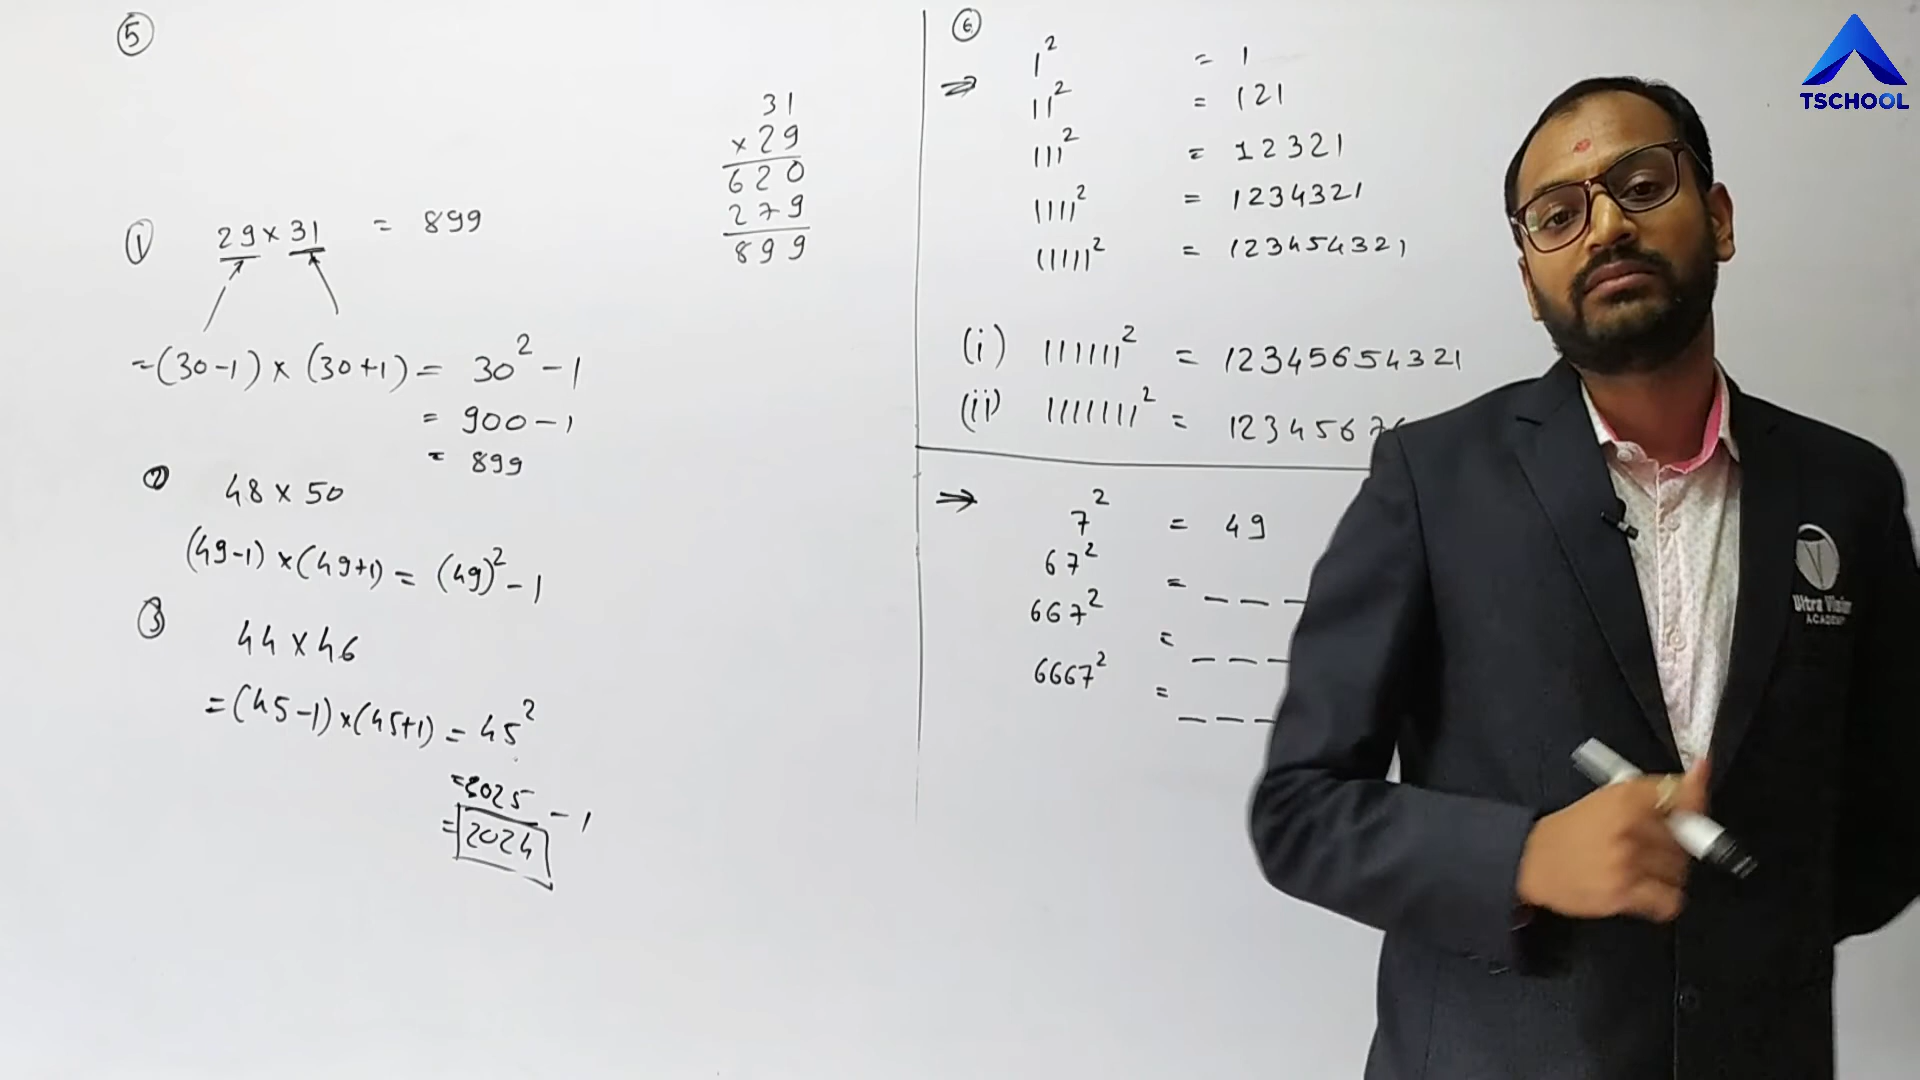 ⑤
31
× 29
620
279
899
① 29 × 31 = 899
= (30-1) × (30+1) = 30² - 1
= 900 - 1
= 899
② 48 × 50
(49-1) × (49+1) = (49)² - 1
③ 44 × 46
= (45-1) × (45+1) = 45²
= 2025 - 1
= 2024
⑥
⇒ 1² = 1
11² = 121
111² = 12321
1111² = 1234321
11111² = 123454321
(i) 111111² = 12345654321
(ii) 1111111² = 1234567
⇒ 7² = 49
67² = _ _ _
667² = _ _ _
6667² = _ _ _
TSCHOOL
Ultra Vision
ACADEMY